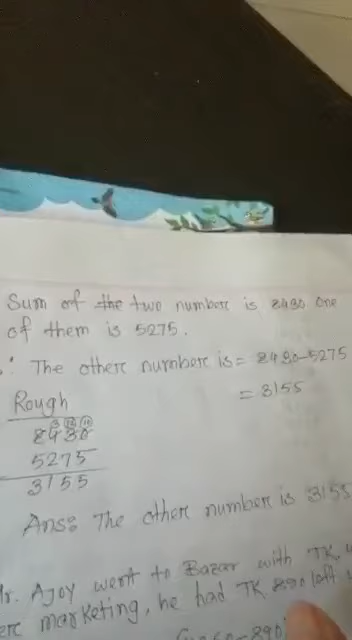 Sum of the two number is 8430 one
of them is 5275.
∴ The other number is = 8430-5275
= 3155
Rough
8430
5275
3155
Ans: The other number is 3155
Mr. Ajoy went to Bazar with TK
marketing, he had TK 890 left